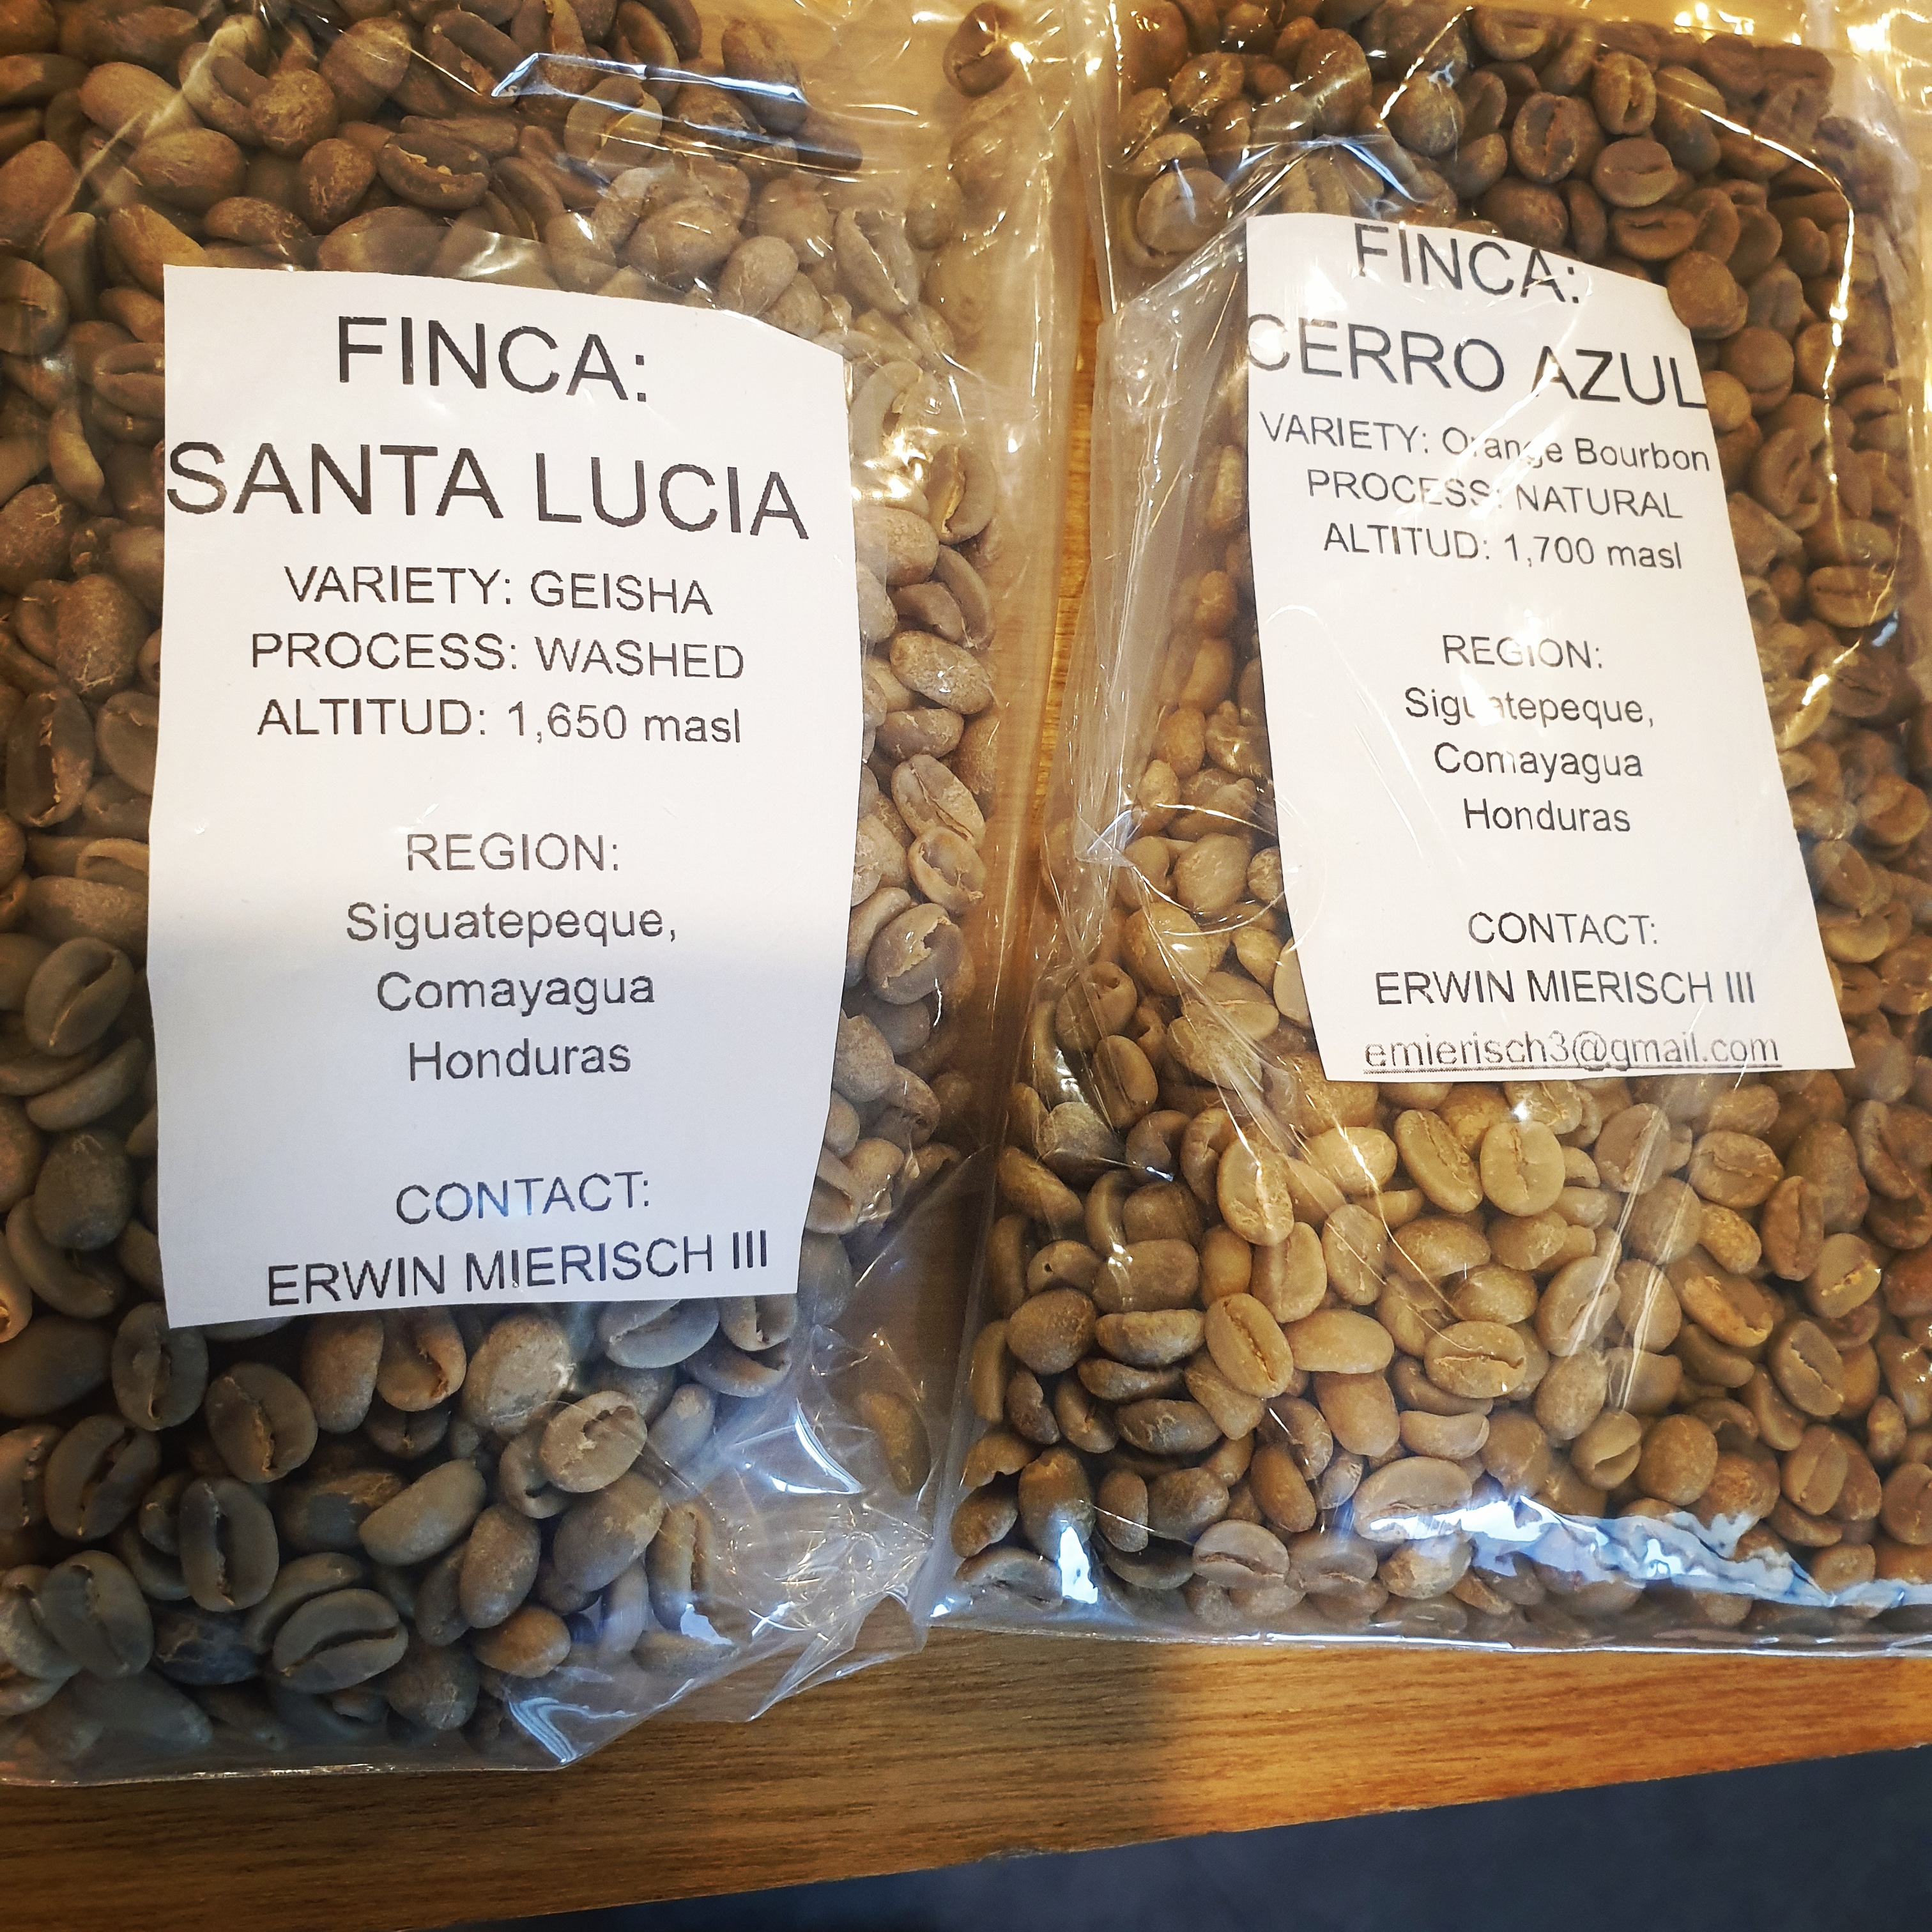 FINCA:
SANTA LUCIA
VARIETY: GEISHA
PROCESS: WASHED
ALTITUD: 1,650 masl
REGION:
Siguatepeque,
Comayagua
Honduras
CONTACT:
ERWIN MIERISCH III
FINCA:
CERRO AZUL
VARIETY: Orange Bourbon
PROCESS: NATURAL
ALTITUD: 1,700 masl
REGION:
Siguatepeque,
Comayagua
Honduras
CONTACT:
ERWIN MIERISCH III
emierisch3@gmail.com